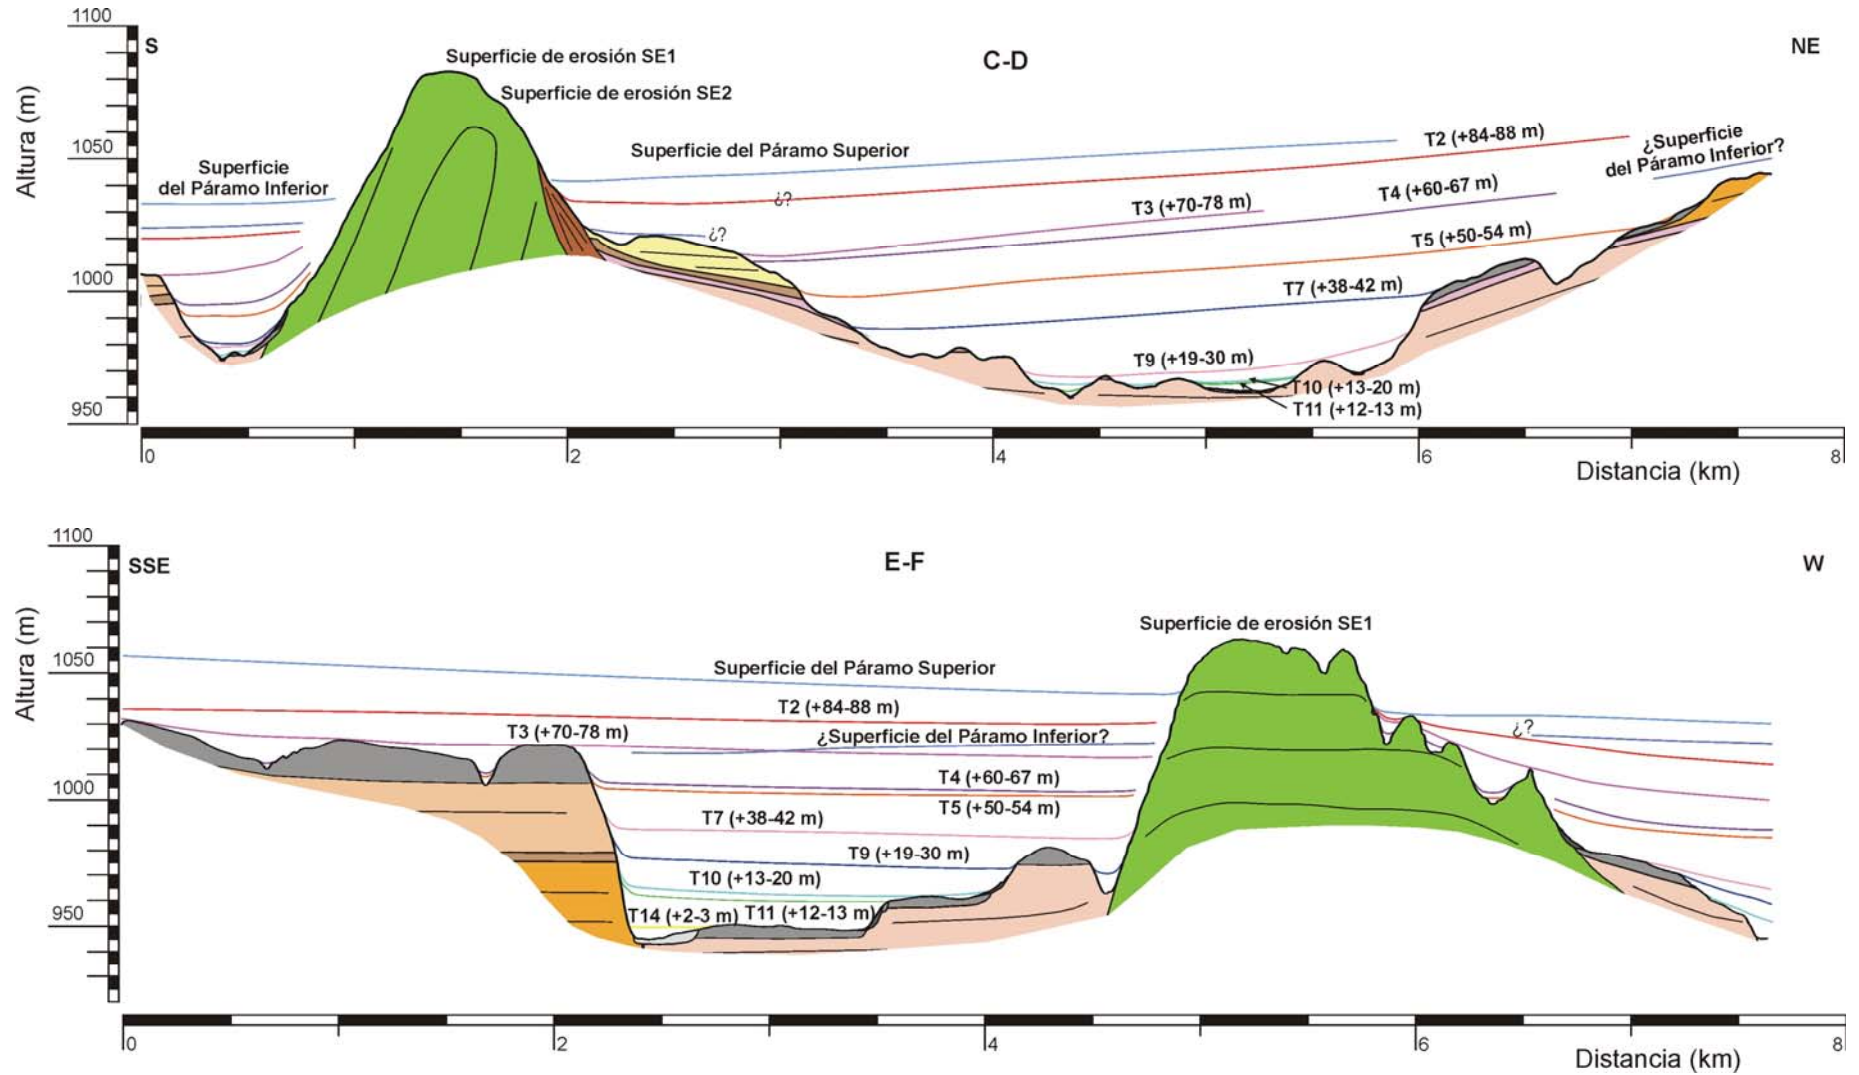 1100
S
Superficie de erosión SE1
C-D
NE
Superficie de erosión SE2
Altura (m)
1050
Superficie
del Páramo Inferior
Superficie del Páramo Superior
T2 (+84-88 m)
¿Superficie
del Páramo Inferior?
¿?
T3 (+70-78 m)
T4 (+60-67 m)
¿?
T5 (+50-54 m)
1000
T7 (+38-42 m)
T9 (+19-30 m)
T10 (+13-20 m)
T11 (+12-13 m)
950
0
2
4
6
8
Distancia (km)
1100
SSE
E-F
W
Superficie de erosión SE1
Altura (m)
1050
Superficie del Páramo Superior
T2 (+84-88 m)
T3 (+70-78 m)
¿Superficie del Páramo Inferior?
¿?
T4 (+60-67 m)
1000
T5 (+50-54 m)
T7 (+38-42 m)
T9 (+19-30 m)
T10 (+13-20 m)
950
T14 (+2-3 m)
T11 (+12-13 m)
0
2
4
6
8
Distancia (km)